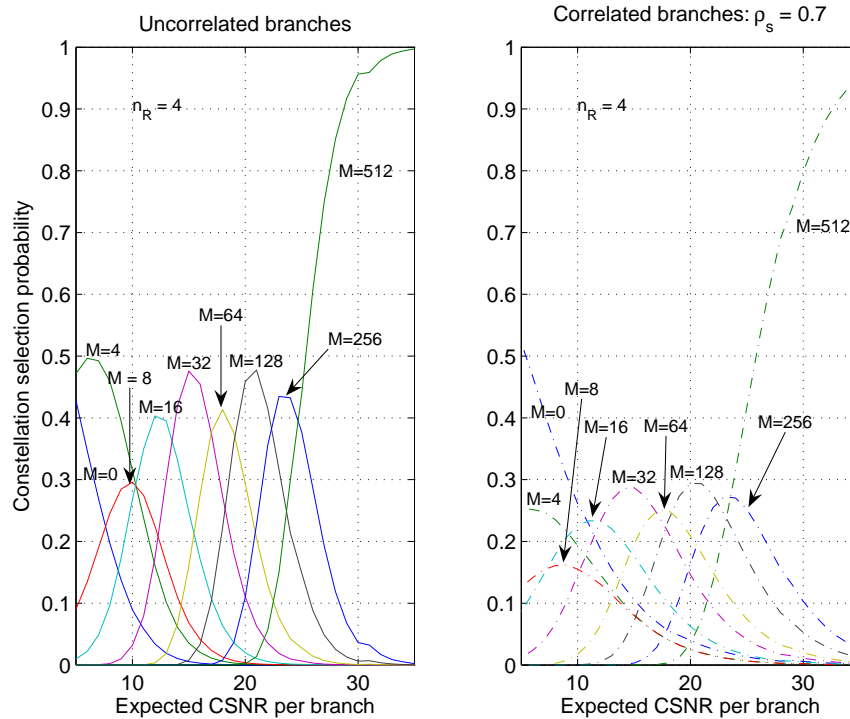 Uncorrelated branches
1
0.9
0.8
0.7
0.6
0.5
0.4
0.3
0.2
0.1
0
Constellation selection probability
n_R = 4
M=512
M=64
M=4
M=32
M=128
M=256
M = 8
M=16
M=0
10
20
30
Expected CSNR per branch
Correlated branches: ρ_s = 0.7
1
0.9
0.8
0.7
0.6
0.5
0.4
0.3
0.2
0.1
0
n_R = 4
M=512
M=8
M=0
M=16
M=64
M=256
M=4
M=32
M=128
10
20
30
Expected CSNR per branch